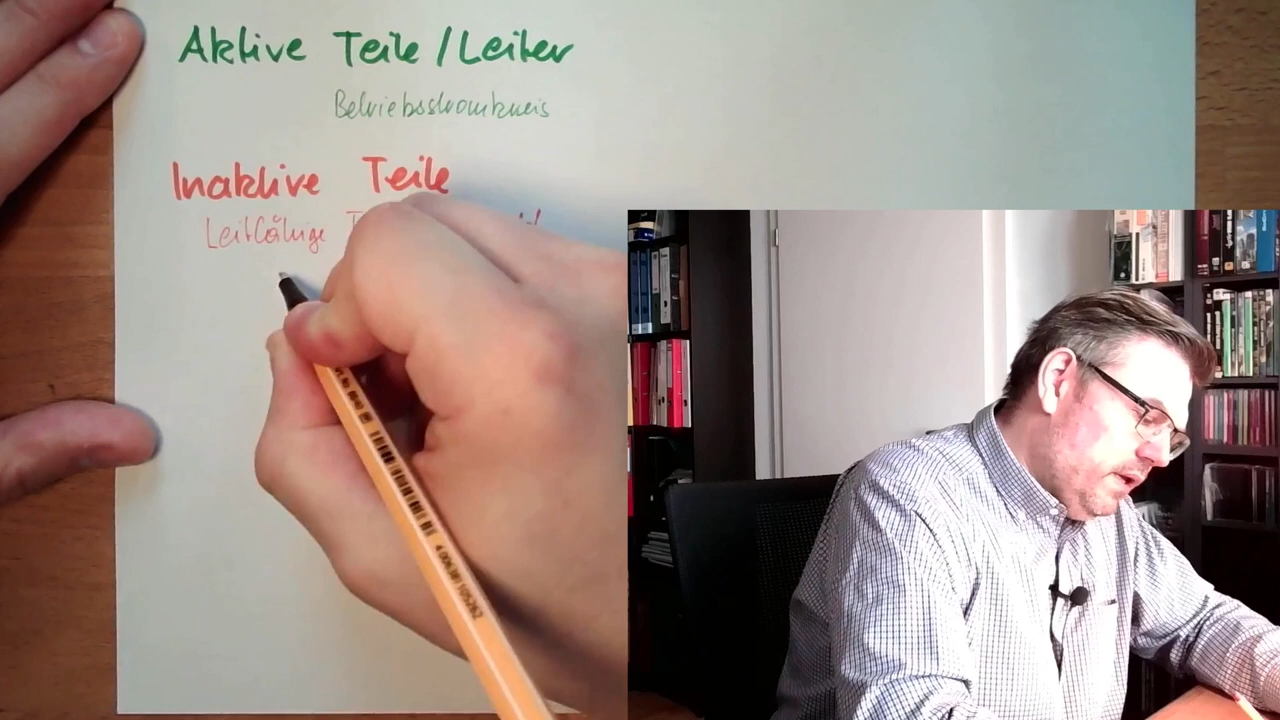 Aktive Teile / Leiter
Betriebsstromkreis
Inaktive Teile
Leitfähige